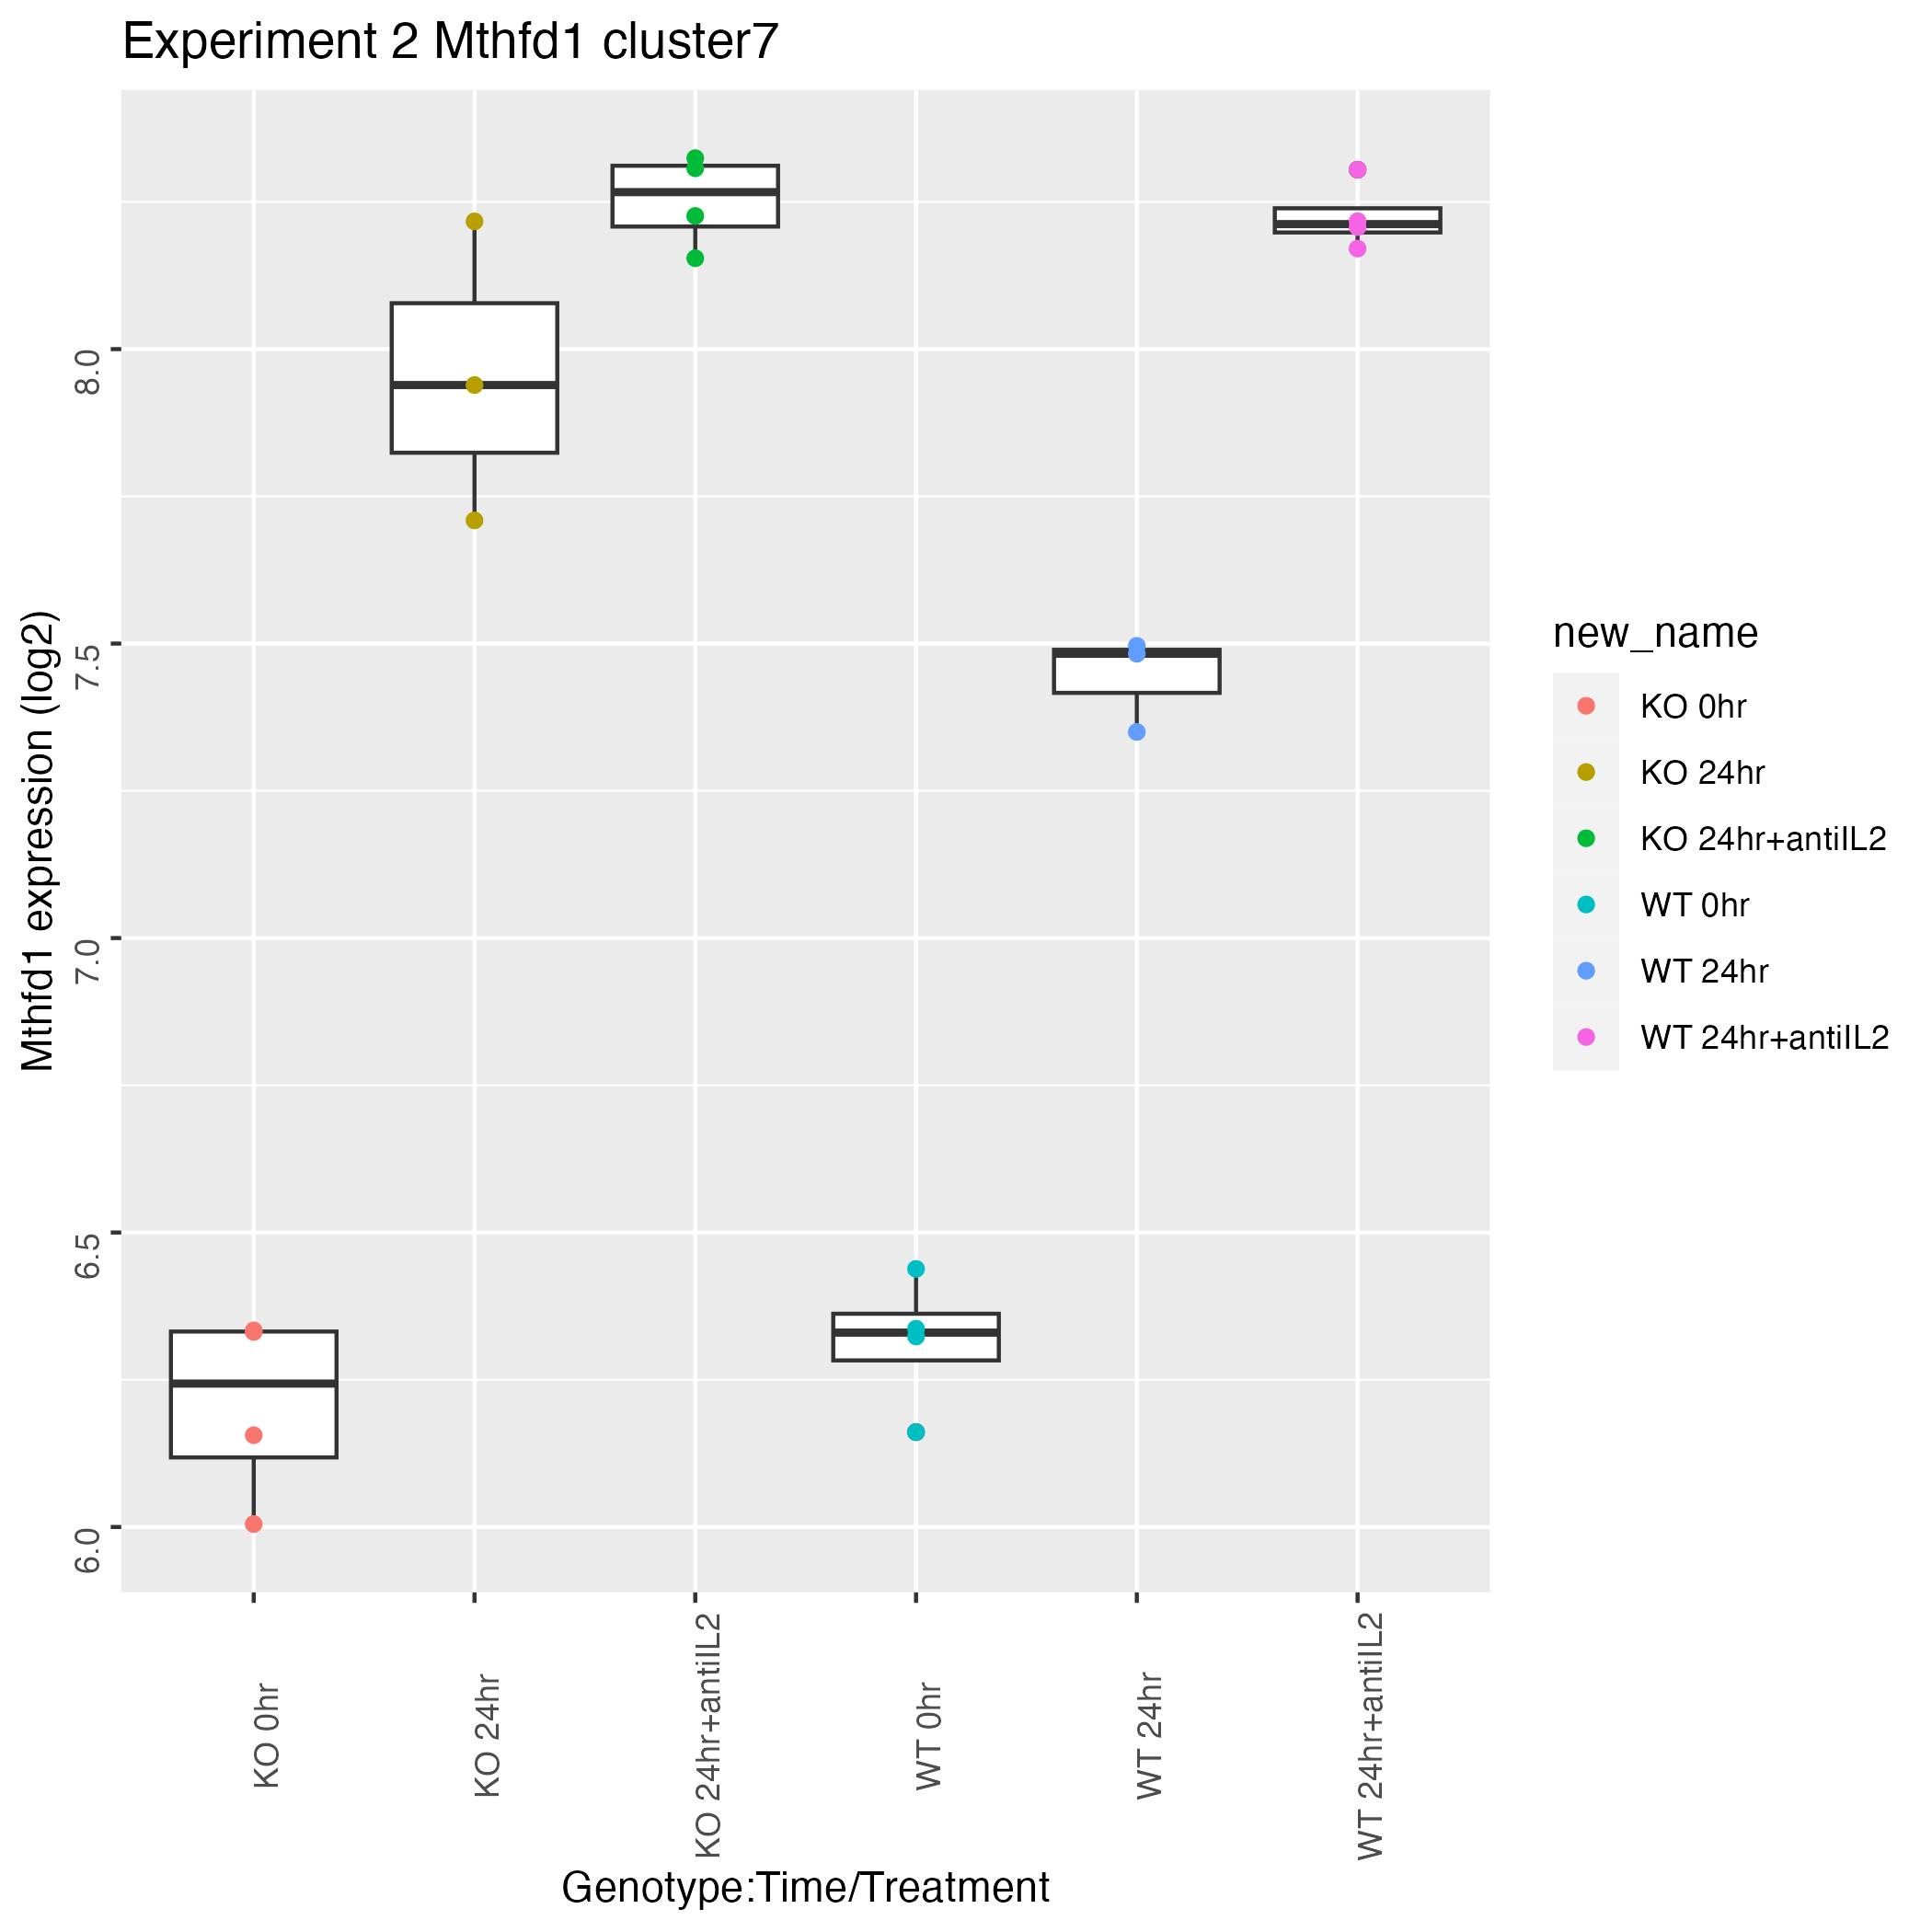 Experiment 2 Mthfd1 cluster7
Mthfd1 expression (log2)
8.0
7.5
7.0
6.5
6.0
KO 0hr
KO 24hr
KO 24hr+antiIL2
WT 0hr
WT 24hr
WT 24hr+antiIL2
Genotype:Time/Treatment
new_name
KO 0hr
KO 24hr
KO 24hr+antiIL2
WT 0hr
WT 24hr
WT 24hr+antiIL2